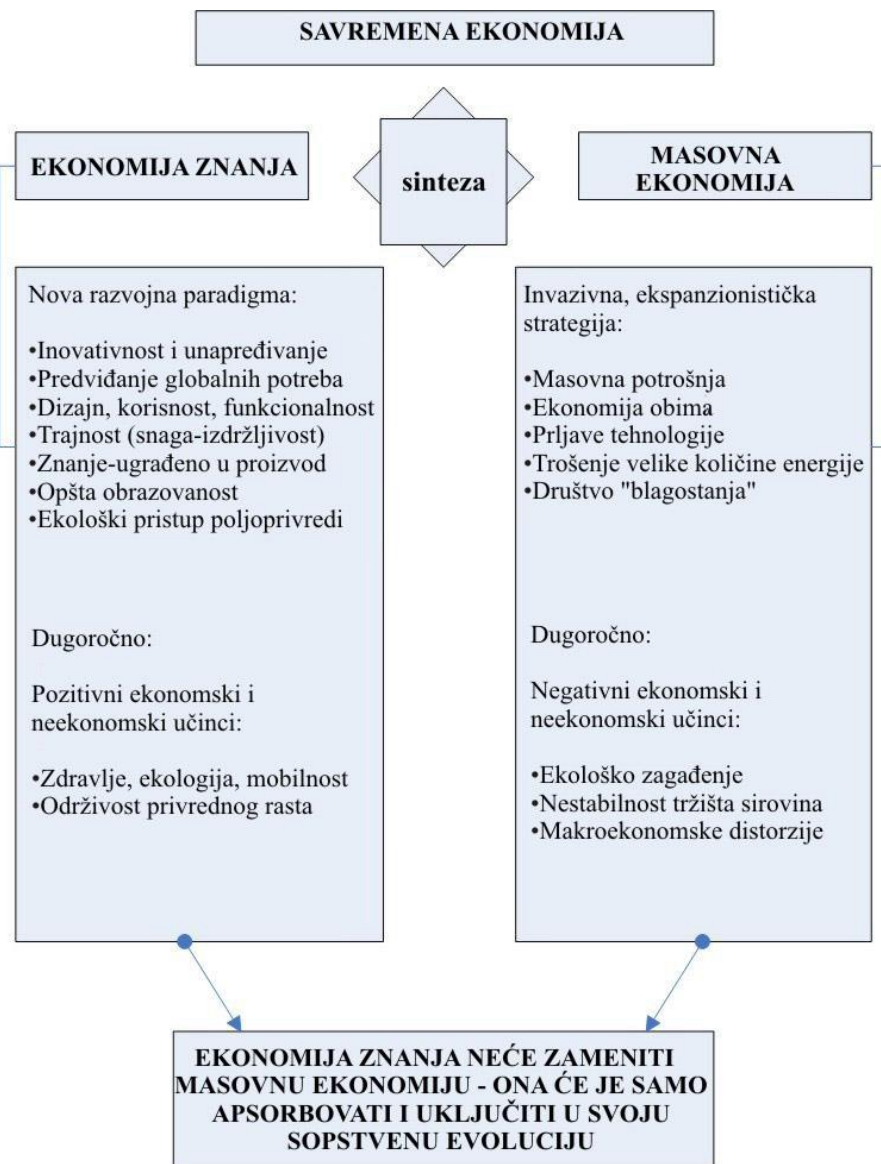 SAVREMENA EKONOMIJA
EKONOMIJA ZNANJA
sinteza
MASOVNA
EKONOMIJA
Nova razvojna paradigma:
•Inovativnost i unapređivanje
•Predviđanje globalnih potreba
•Dizajn, korisnost, funkcionalnost
•Trajnost (snaga-izdržljivost)
•Znanje-ugrađeno u proizvod
•Opšta obrazovanost
•Ekološki pristup poljoprivredi
Dugoročno:
Pozitivni ekonomski i
neekonomski učinci:
•Zdravlje, ekologija, mobilnost
•Održivost privrednog rasta
Invazivna, ekspanzionistička
strategija:
•Masovna potrošnja
•Ekonomija obima
•Prljave tehnologije
•Trošenje velike količine energije
•Društvo "blagostanja"
Dugoročno:
Negativni ekonomski i
neekonomski učinci:
•Ekološko zagađenje
•Nestabilnost tržišta sirovina
•Makroekonomske distorzije
EKONOMIJA ZNANJA NEĆE ZAMENITI
MASOVNU EKONOMIJU - ONA ĆE JE SAMO
APSORBOVATI I UKLJUČITI U SVOJU
SOPSTVENU EVOLUCIJU